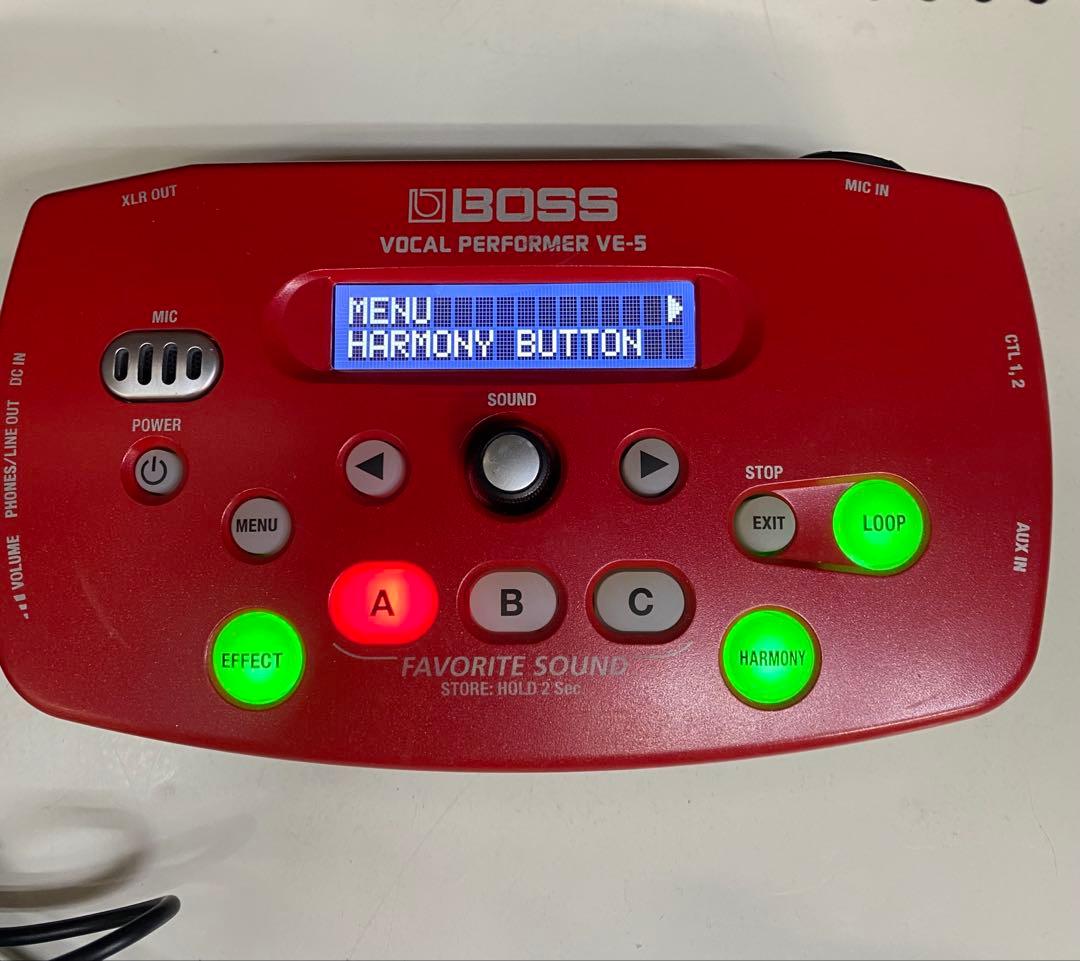 XLR OUT
BOSS
MIC IN
VOCAL PERFORMER VE-5
MENU
HARMONY BUTTON
MIC
DC IN
CTL 1, 2
SOUND
PHONES/LINE OUT
POWER
STOP
MENU
EXIT
LOOP
VOLUME
AUX IN
A
B
C
EFFECT
FAVORITE SOUND
HARMONY
STORE: HOLD 2 Sec